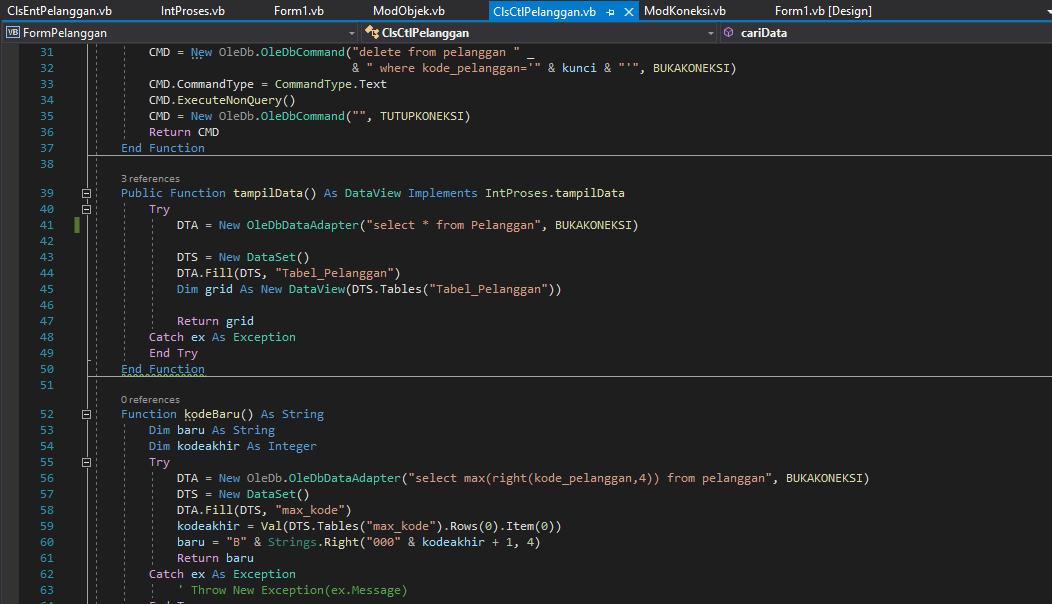 ClsEntPelanggan.vb IntProses.vb Form1.vb ModObjek.vb ClsCtlPelanggan.vb ModKoneksi.vb Form1.vb [Design]
VB FormPelanggan ClsCtlPelanggan cariData
31 CMD = New OleDb.OleDbCommand("delete from pelanggan " _
32 & " where kode_pelanggan='" & kunci & "'", BUKAKONEKSI)
33 CMD.CommandType = CommandType.Text
34 CMD.ExecuteNonQuery()
35 CMD = New OleDb.OleDbCommand("", TUTUPKONEKSI)
36 Return CMD
37 End Function
38
3 references
39 Public Function tampilData() As DataView Implements IntProses.tampilData
40 Try
41 DTA = New OleDbDataAdapter("select * from Pelanggan", BUKAKONEKSI)
42
43 DTS = New DataSet()
44 DTA.Fill(DTS, "Tabel_Pelanggan")
45 Dim grid As New DataView(DTS.Tables("Tabel_Pelanggan"))
46
47 Return grid
48 Catch ex As Exception
49 End Try
50 End Function
51
0 references
52 Function kodeBaru() As String
53 Dim baru As String
54 Dim kodeakhir As Integer
55 Try
56 DTA = New OleDb.OleDbDataAdapter("select max(right(kode_pelanggan,4)) from pelanggan", BUKAKONEKSI)
57 DTS = New DataSet()
58 DTA.Fill(DTS, "max_kode")
59 kodeakhir = Val(DTS.Tables("max_kode").Rows(0).Item(0))
60 baru = "B" & Strings.Right("000" & kodeakhir + 1, 4)
61 Return baru
62 Catch ex As Exception
63 ' Throw New Exception(ex.Message)